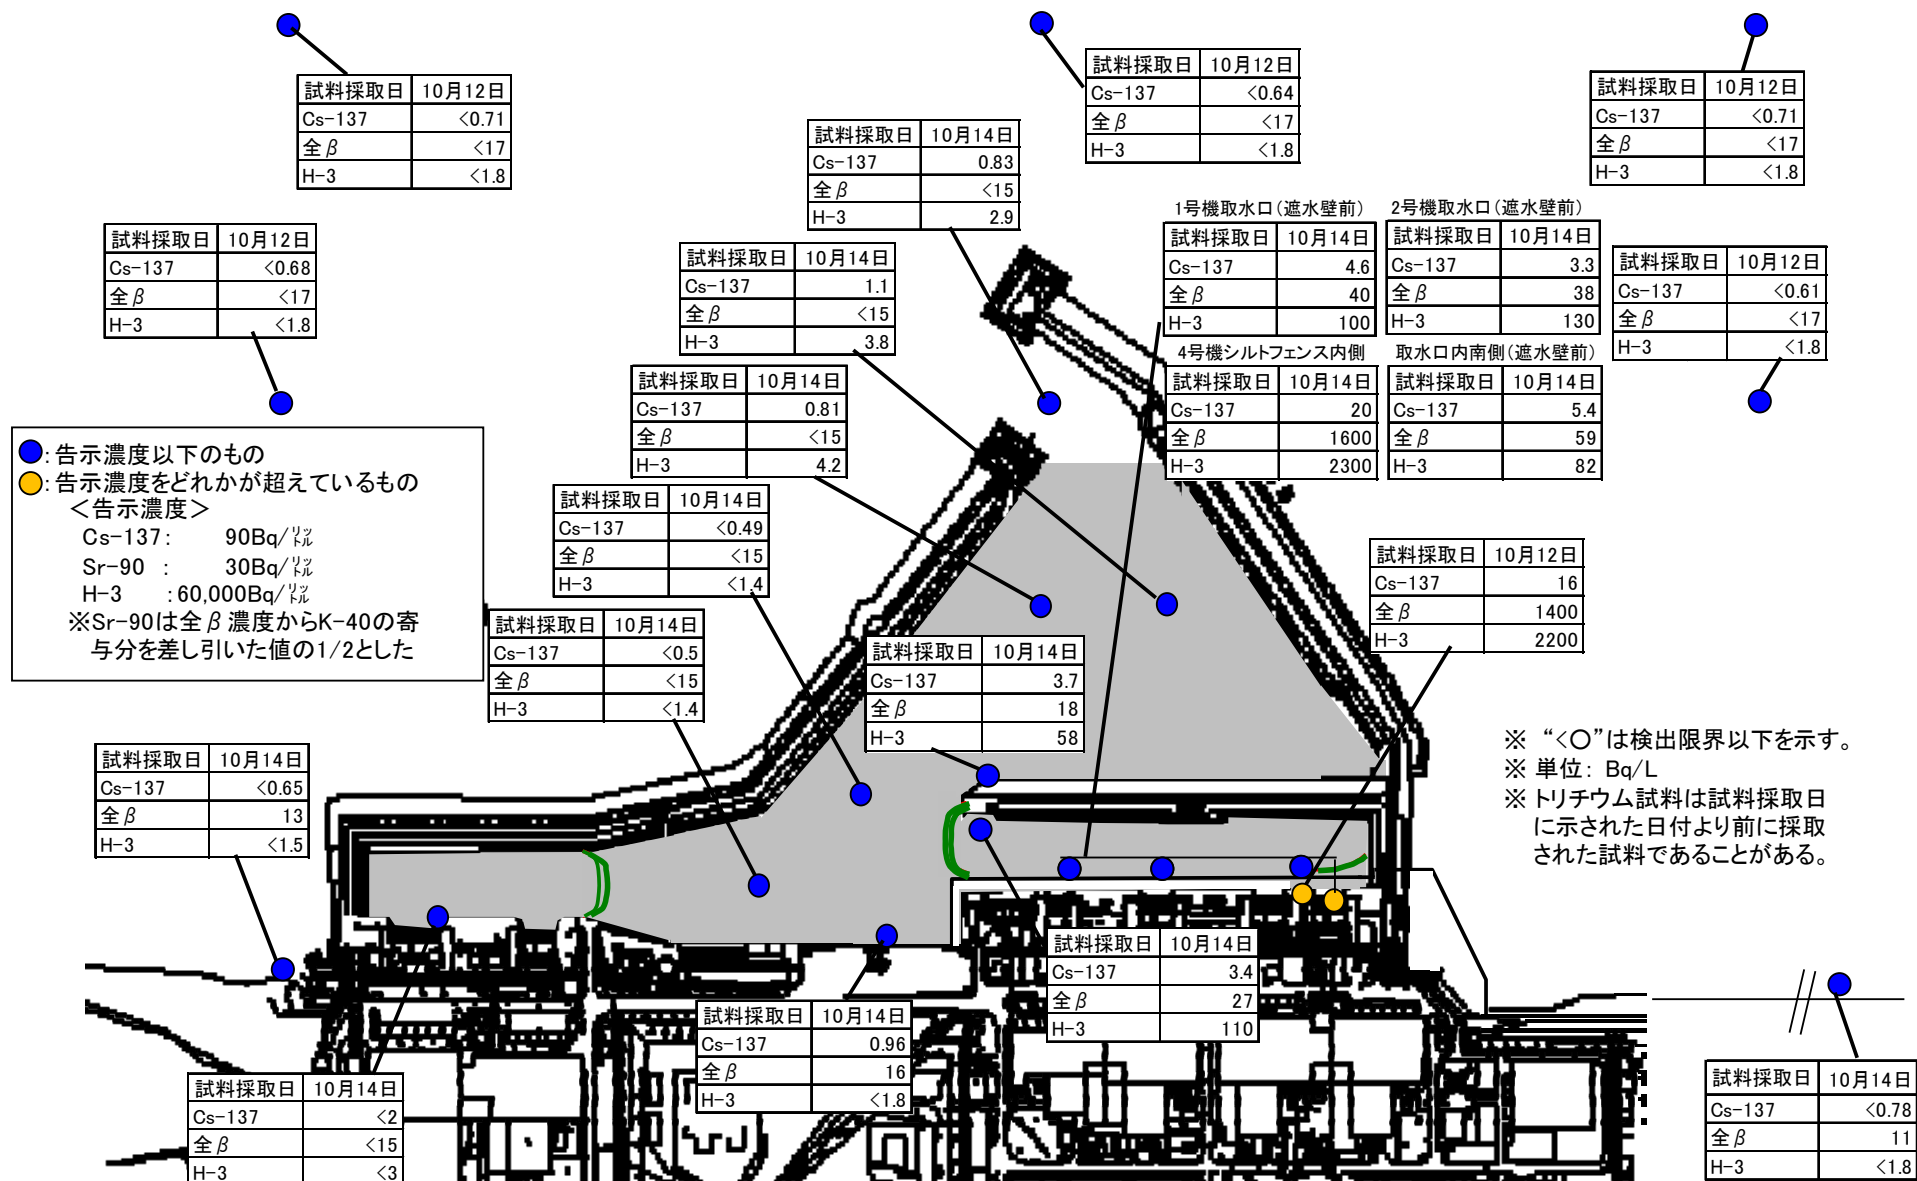 試料採取日 10月12日
Cs-137 <0.71
全β <17
H-3 <1.8
試料採取日 10月12日
Cs-137 <0.64
全β <17
H-3 <1.8
試料採取日 10月12日
Cs-137 <0.71
全β <17
H-3 <1.8
試料採取日 10月14日
Cs-137 0.83
全β <15
H-3 2.9
試料採取日 10月12日
Cs-137 <0.68
全β <17
H-3 <1.8
試料採取日 10月14日
Cs-137 1.1
全β <15
H-3 3.8
1号機取水口(遮水壁前)
試料採取日 10月14日
Cs-137 4.6
全β 40
H-3 100
2号機取水口(遮水壁前)
試料採取日 10月14日
Cs-137 3.3
全β 38
H-3 130
試料採取日 10月12日
Cs-137 <0.61
全β <17
H-3 <1.8
4号機シルトフェンス内側
試料採取日 10月14日
Cs-137 20
全β 1600
H-3 2300
取水口内南側(遮水壁前)
試料採取日 10月14日
Cs-137 5.4
全β 59
H-3 82
試料採取日 10月14日
Cs-137 0.81
全β <15
H-3 4.2
:告示濃度以下のもの
:告示濃度をどれかが超えているもの
<告示濃度>
Cs-137: 90Bq/㍑
Sr-90 : 30Bq/㍑
H-3 :60,000Bq/㍑
※Sr-90は全β濃度からK-40の寄
与分を差し引いた値の1/2とした
試料採取日 10月14日
Cs-137 <0.49
全β <15
H-3 <1.4
試料採取日 10月12日
Cs-137 16
全β 1400
H-3 2200
試料採取日 10月14日
Cs-137 <0.5
全β <15
H-3 <1.4
試料採取日 10月14日
Cs-137 3.7
全β 18
H-3 58
※ “<○”は検出限界以下を示す。
※ 単位: Bq/L
※ トリチウム試料は試料採取日
に示された日付より前に採取
された試料であることがある。
試料採取日 10月14日
Cs-137 <0.65
全β 13
H-3 <1.5
試料採取日 10月14日
Cs-137 3.4
全β 27
H-3 110
試料採取日 10月14日
Cs-137 0.96
全β 16
H-3 <1.8
試料採取日 10月14日
Cs-137 <2
全β <15
H-3 <3
試料採取日 10月14日
Cs-137 <0.78
全β 11
H-3 <1.8